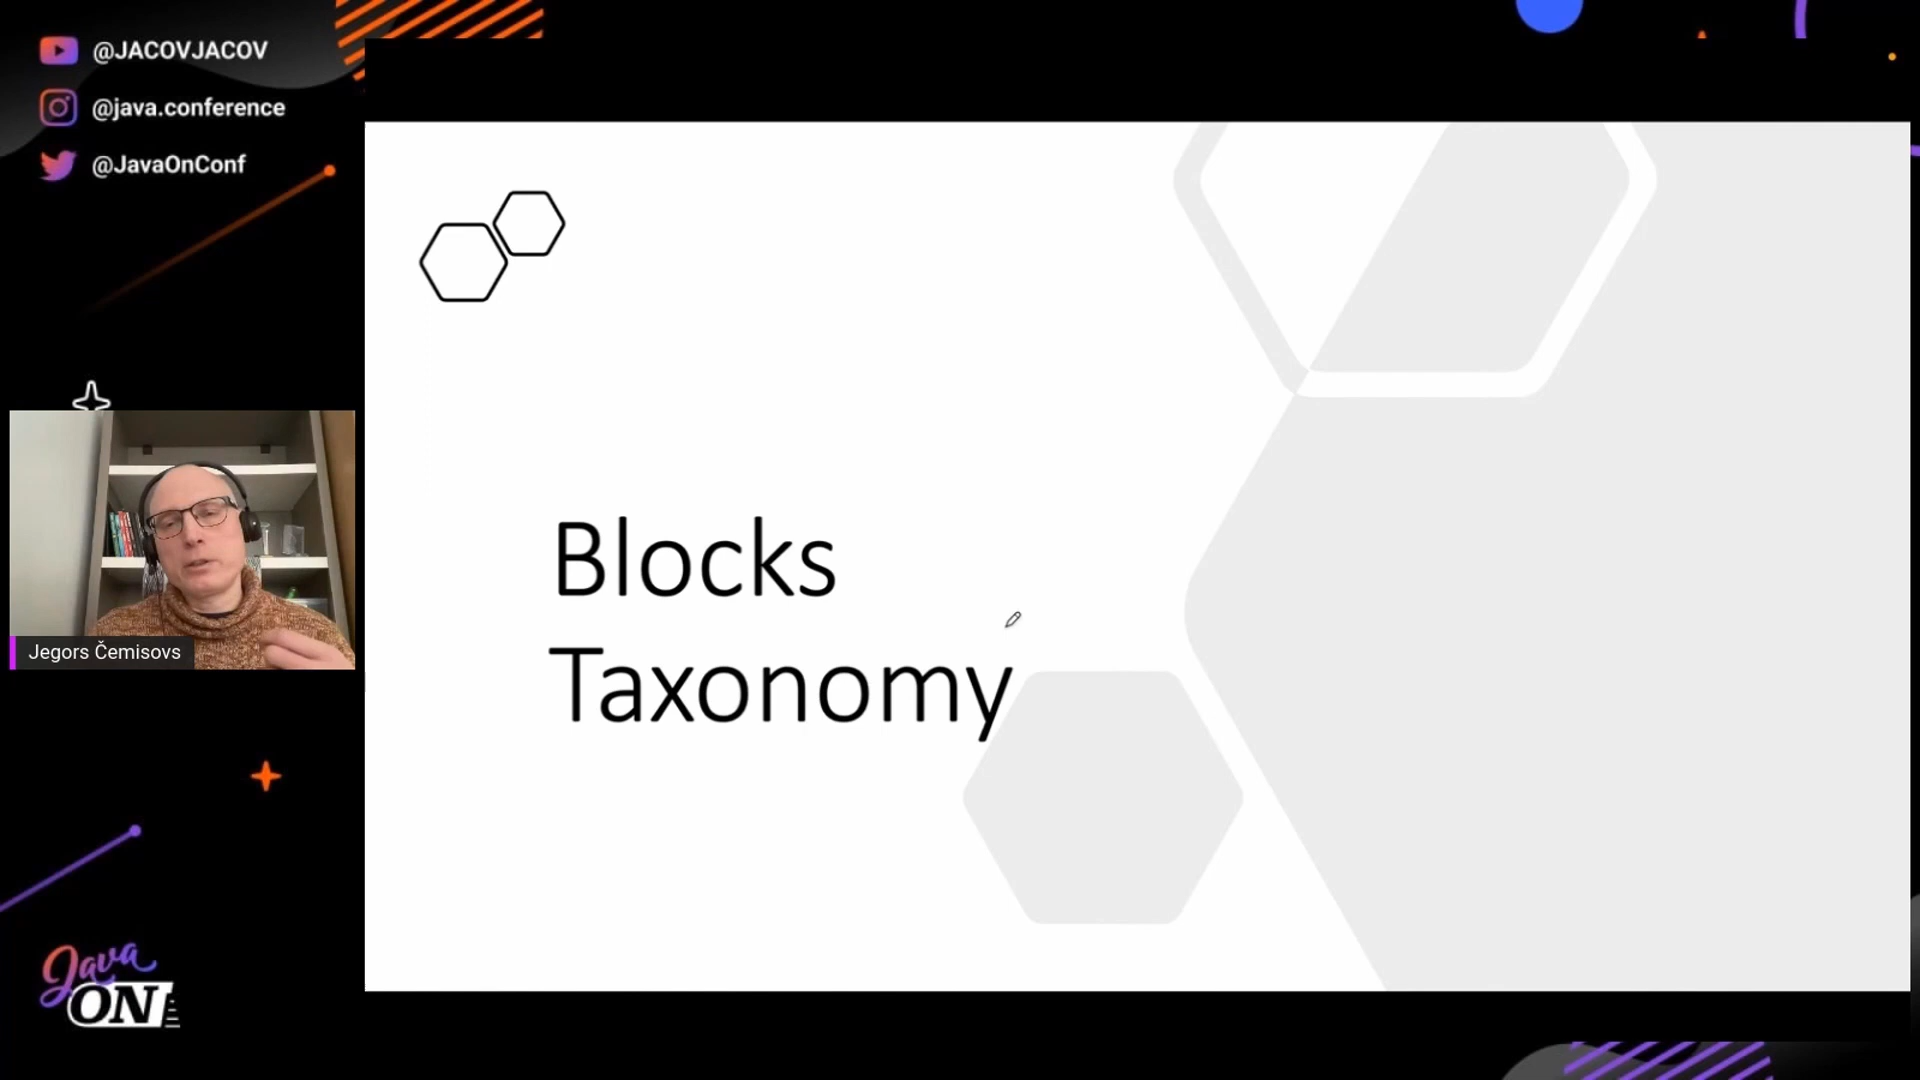 @JACOVJACOV
@java.conference
@JavaOnConf
Blocks
Taxonomy
Jegors Čemisovs
Java
ON